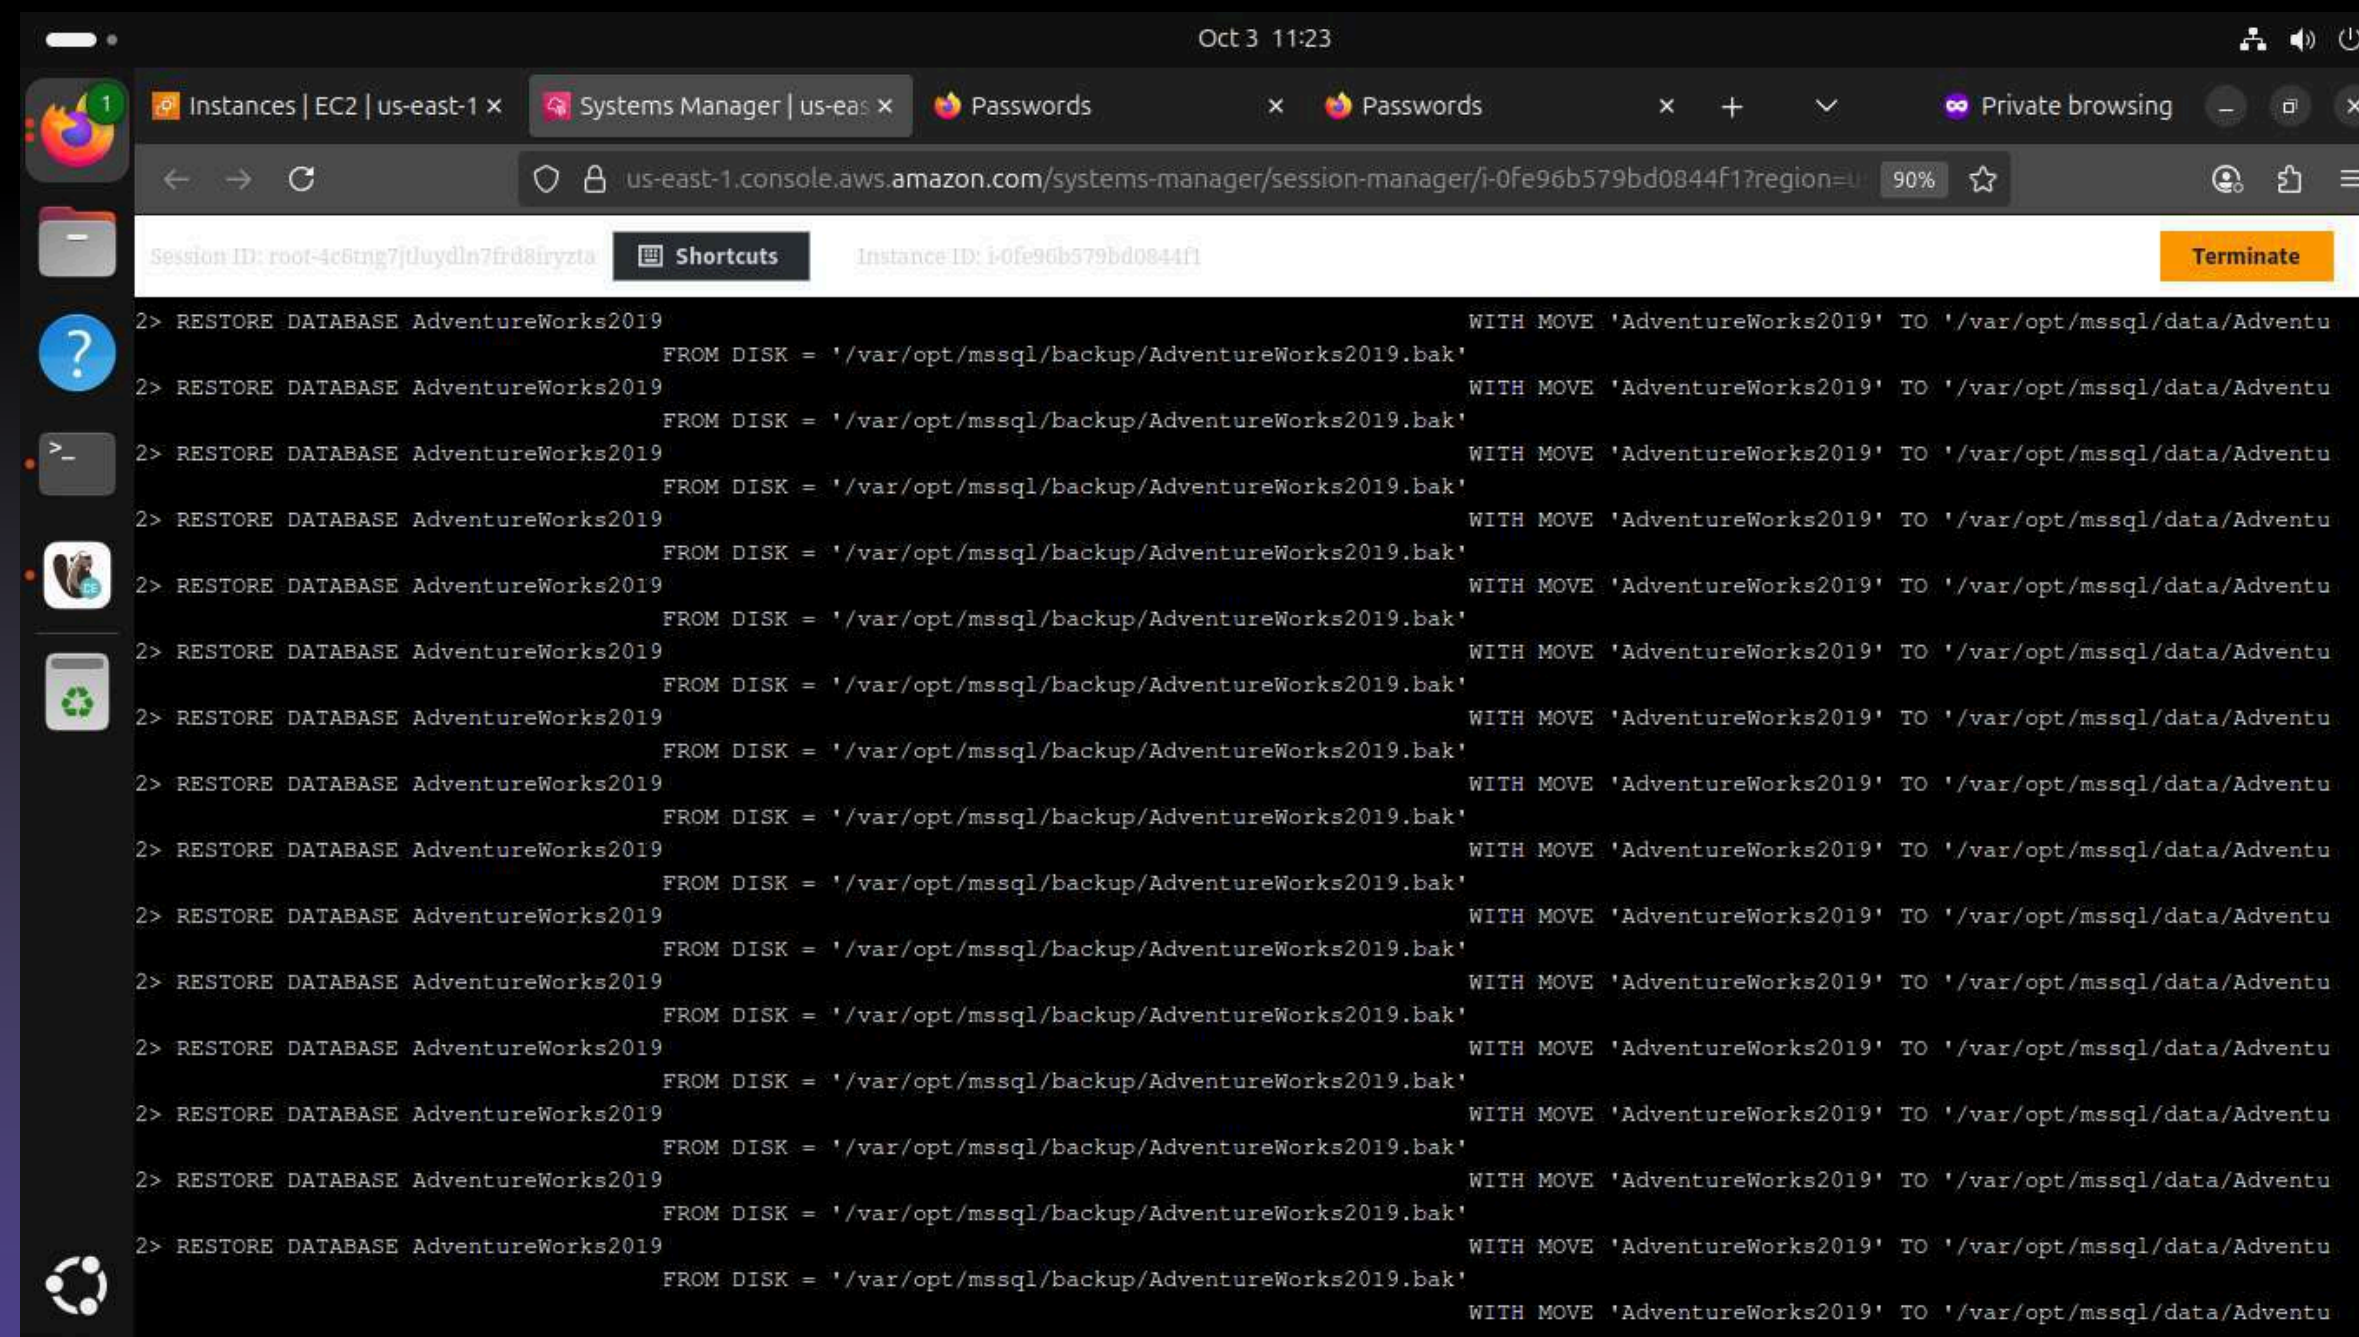 Oct 3 11:23
1
Instances | EC2 | us-east-1
Systems Manager | us-eas
Passwords
Passwords
Private browsing
us-east-1.console.aws.amazon.com/systems-manager/session-manager/i-0fe96b579bd0844f1?region=u
90%
Session ID: root-4c6tng7jtluydln7frd8iryzta
Shortcuts
Instance ID: i-0fe96b579bd0844f1
Terminate
2> RESTORE DATABASE AdventureWorks2019 WITH MOVE 'AdventureWorks2019' TO '/var/opt/mssql/data/Adventu
FROM DISK = '/var/opt/mssql/backup/AdventureWorks2019.bak'
2> RESTORE DATABASE AdventureWorks2019 WITH MOVE 'AdventureWorks2019' TO '/var/opt/mssql/data/Adventu
FROM DISK = '/var/opt/mssql/backup/AdventureWorks2019.bak'
2> RESTORE DATABASE AdventureWorks2019 WITH MOVE 'AdventureWorks2019' TO '/var/opt/mssql/data/Adventu
FROM DISK = '/var/opt/mssql/backup/AdventureWorks2019.bak'
2> RESTORE DATABASE AdventureWorks2019 WITH MOVE 'AdventureWorks2019' TO '/var/opt/mssql/data/Adventu
FROM DISK = '/var/opt/mssql/backup/AdventureWorks2019.bak'
2> RESTORE DATABASE AdventureWorks2019 WITH MOVE 'AdventureWorks2019' TO '/var/opt/mssql/data/Adventu
FROM DISK = '/var/opt/mssql/backup/AdventureWorks2019.bak'
2> RESTORE DATABASE AdventureWorks2019 WITH MOVE 'AdventureWorks2019' TO '/var/opt/mssql/data/Adventu
FROM DISK = '/var/opt/mssql/backup/AdventureWorks2019.bak'
2> RESTORE DATABASE AdventureWorks2019 WITH MOVE 'AdventureWorks2019' TO '/var/opt/mssql/data/Adventu
FROM DISK = '/var/opt/mssql/backup/AdventureWorks2019.bak'
2> RESTORE DATABASE AdventureWorks2019 WITH MOVE 'AdventureWorks2019' TO '/var/opt/mssql/data/Adventu
FROM DISK = '/var/opt/mssql/backup/AdventureWorks2019.bak'
2> RESTORE DATABASE AdventureWorks2019 WITH MOVE 'AdventureWorks2019' TO '/var/opt/mssql/data/Adventu
FROM DISK = '/var/opt/mssql/backup/AdventureWorks2019.bak'
2> RESTORE DATABASE AdventureWorks2019 WITH MOVE 'AdventureWorks2019' TO '/var/opt/mssql/data/Adventu
FROM DISK = '/var/opt/mssql/backup/AdventureWorks2019.bak'
2> RESTORE DATABASE AdventureWorks2019 WITH MOVE 'AdventureWorks2019' TO '/var/opt/mssql/data/Adventu
FROM DISK = '/var/opt/mssql/backup/AdventureWorks2019.bak'
2> RESTORE DATABASE AdventureWorks2019 WITH MOVE 'AdventureWorks2019' TO '/var/opt/mssql/data/Adventu
FROM DISK = '/var/opt/mssql/backup/AdventureWorks2019.bak'
2> RESTORE DATABASE AdventureWorks2019 WITH MOVE 'AdventureWorks2019' TO '/var/opt/mssql/data/Adventu
FROM DISK = '/var/opt/mssql/backup/AdventureWorks2019.bak'
2> RESTORE DATABASE AdventureWorks2019 WITH MOVE 'AdventureWorks2019' TO '/var/opt/mssql/data/Adventu
FROM DISK = '/var/opt/mssql/backup/AdventureWorks2019.bak'
2> RESTORE DATABASE AdventureWorks2019 WITH MOVE 'AdventureWorks2019' TO '/var/opt/mssql/data/Adventu
FROM DISK = '/var/opt/mssql/backup/AdventureWorks2019.bak'
WITH MOVE 'AdventureWorks2019' TO '/var/opt/mssql/data/Adventu
CE